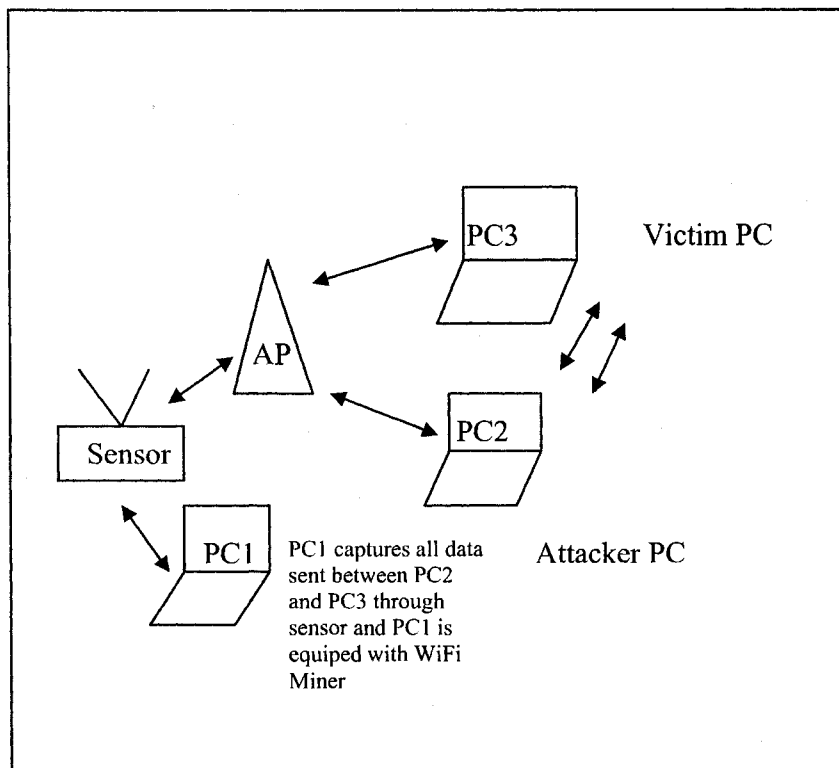 PC3
Victim PC
AP
PC2
Sensor
PC1
PC1 captures all data
sent between PC2
and PC3 through
sensor and PC1 is
equiped with WiFi
Miner
Attacker PC